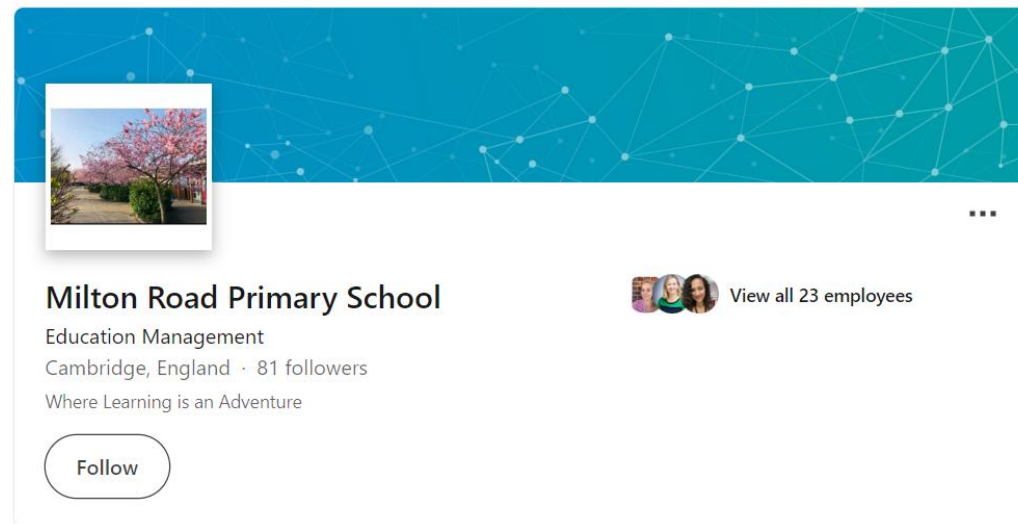 Milton Road Primary School
Education Management
Cambridge, England · 81 followers
Where Learning is an Adventure
Follow
View all 23 employees